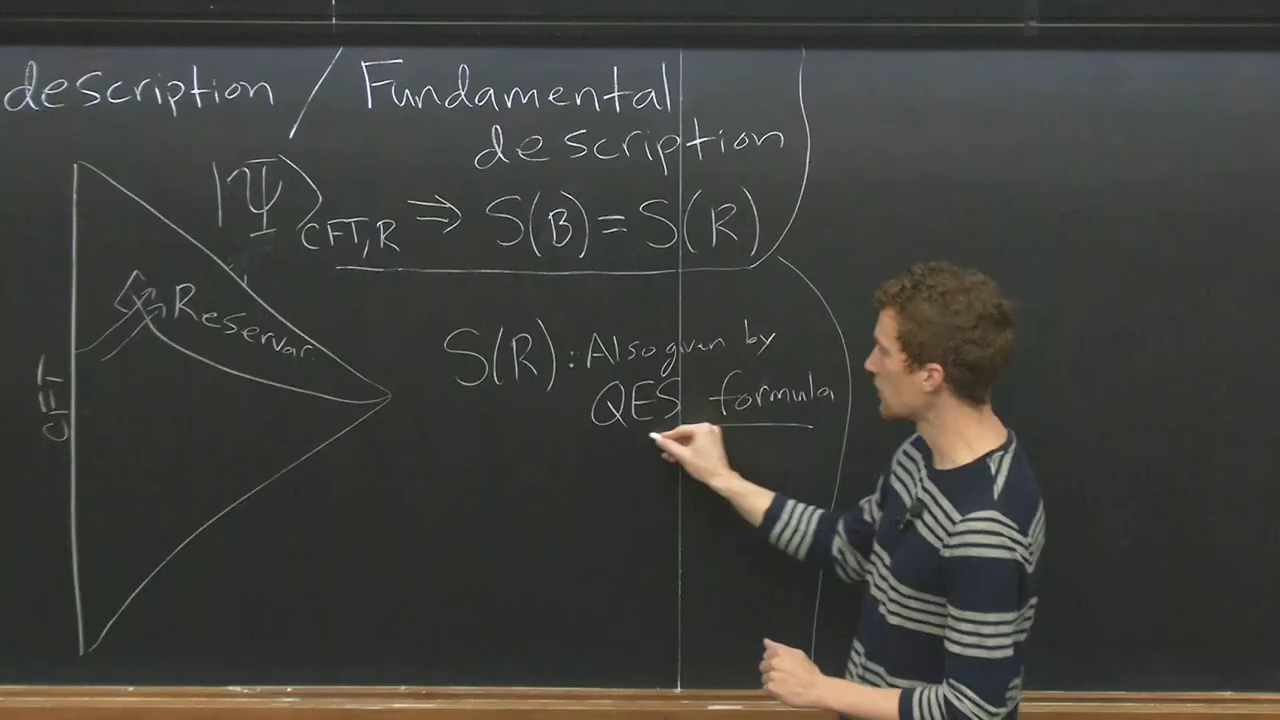 description / Fundamental
description
|Ψ⟩CFT,R ⇒ S(B) = S(R)
Reservoir.
CFT
S(R): Also given by
QES formula